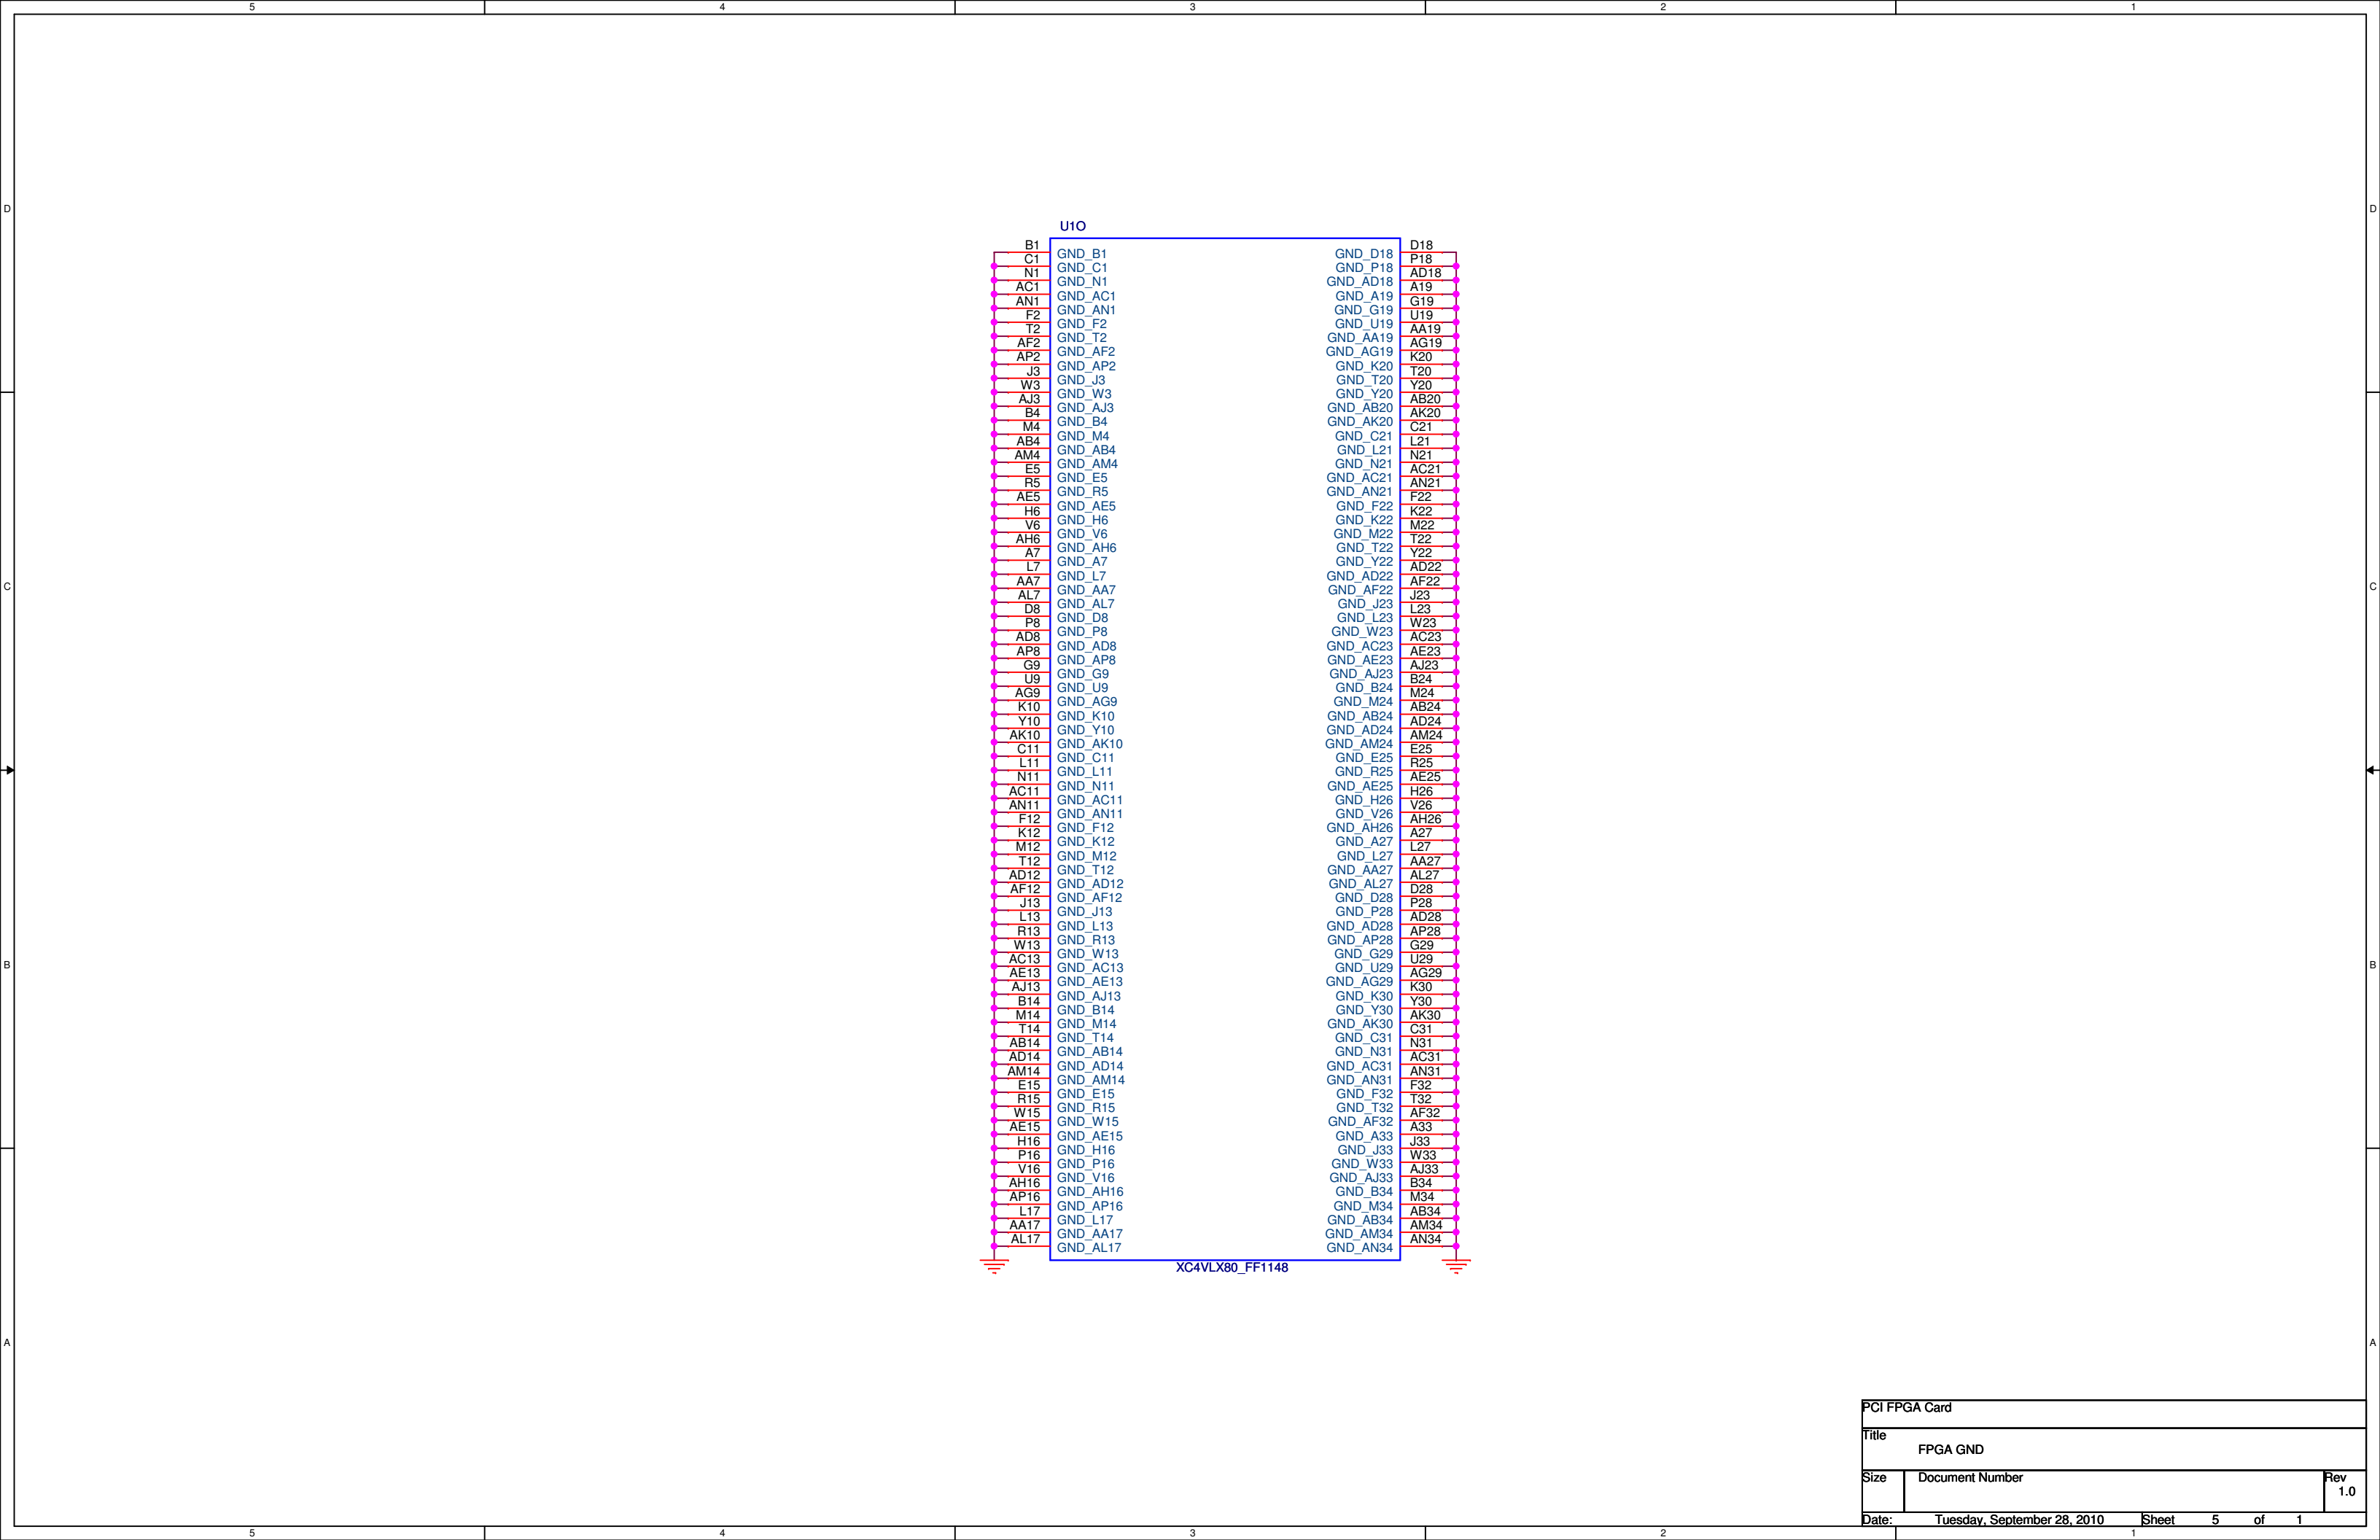 5 4 3 2 1
D D
U1O
B1 GND_B1 GND_D18 D18
C1 GND_C1 GND_P18 P18
N1 GND_N1 GND_AD18 AD18
AC1 GND_AC1 GND_A19 A19
AN1 GND_AN1 GND_G19 G19
F2 GND_F2 GND_U19 U19
T2 GND_T2 GND_AA19 AA19
AF2 GND_AF2 GND_AG19 AG19
AP2 GND_AP2 GND_K20 K20
J3 GND_J3 GND_T20 T20
W3 GND_W3 GND_Y20 Y20
AJ3 GND_AJ3 GND_AB20 AB20
B4 GND_B4 GND_AK20 AK20
M4 GND_M4 GND_C21 C21
AB4 GND_AB4 GND_L21 L21
AM4 GND_AM4 GND_N21 N21
E5 GND_E5 GND_AC21 AC21
R5 GND_R5 GND_AN21 AN21
AE5 GND_AE5 GND_F22 F22
H6 GND_H6 GND_K22 K22
V6 GND_V6 GND_M22 M22
AH6 GND_AH6 GND_T22 T22
A7 GND_A7 GND_Y22 Y22
L7 GND_L7 GND_AD22 AD22
AA7 GND_AA7 GND_AF22 AF22
C C
AL7 GND_AL7 GND_J23 J23
D8 GND_D8 GND_L23 L23
P8 GND_P8 GND_W23 W23
AD8 GND_AD8 GND_AC23 AC23
AP8 GND_AP8 GND_AE23 AE23
G9 GND_G9 GND_AJ23 AJ23
U9 GND_U9 GND_B24 B24
AG9 GND_AG9 GND_M24 M24
K10 GND_K10 GND_AB24 AB24
Y10 GND_Y10 GND_AD24 AD24
AK10 GND_AK10 GND_AM24 AM24
C11 GND_C11 GND_E25 E25
L11 GND_L11 GND_R25 R25
N11 GND_N11 GND_AE25 AE25
AC11 GND_AC11 GND_H26 H26
AN11 GND_AN11 GND_V26 V26
F12 GND_F12 GND_AH26 AH26
K12 GND_K12 GND_A27 A27
M12 GND_M12 GND_L27 L27
T12 GND_T12 GND_AA27 AA27
AD12 GND_AD12 GND_AL27 AL27
AF12 GND_AF12 GND_D28 D28
J13 GND_J13 GND_P28 P28
L13 GND_L13 GND_AD28 AD28
R13 GND_R13 GND_AP28 AP28
W13 GND_W13 GND_G29 G29
AC13 GND_AC13 GND_U29 U29
B B
AE13 GND_AE13 GND_AG29 AG29
AJ13 GND_AJ13 GND_K30 K30
B14 GND_B14 GND_Y30 Y30
M14 GND_M14 GND_AK30 AK30
T14 GND_T14 GND_C31 C31
AB14 GND_AB14 GND_N31 N31
AD14 GND_AD14 GND_AC31 AC31
AM14 GND_AM14 GND_AN31 AN31
E15 GND_E15 GND_F32 F32
R15 GND_R15 GND_T32 T32
W15 GND_W15 GND_AF32 AF32
AE15 GND_AE15 GND_A33 A33
H16 GND_H16 GND_J33 J33
P16 GND_P16 GND_W33 W33
V16 GND_V16 GND_AJ33 AJ33
AH16 GND_AH16 GND_B34 B34
AP16 GND_AP16 GND_M34 M34
L17 GND_L17 GND_AB34 AB34
AA17 GND_AA17 GND_AM34 AM34
AL17 GND_AL17 GND_AN34 AN34
XC4VLX80_FF1148
A A
PCI FPGA Card
Title
FPGA GND
Size Document Number Rev
1.0
Date: Tuesday, September 28, 2010 Sheet 5 of 1
5 4 3 2 1